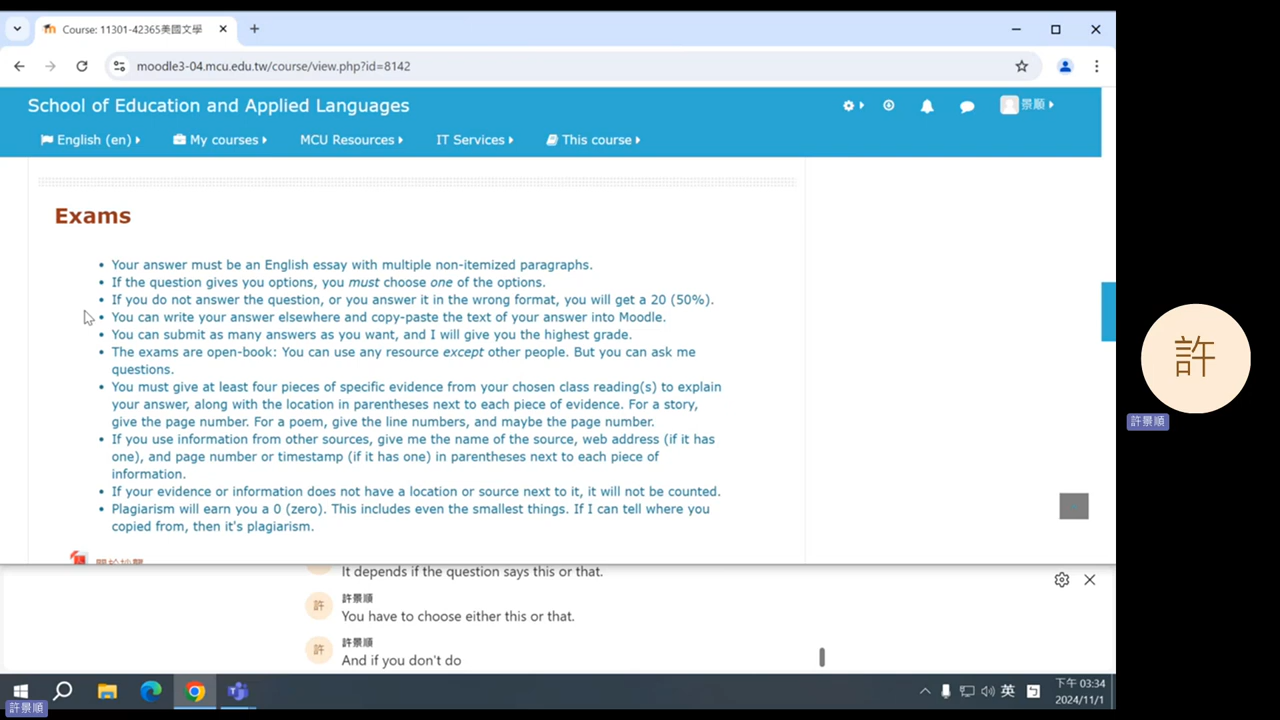 Course: 11301-42365美國文學
moodle3-04.mcu.edu.tw/course/view.php?id=8142
School of Education and Applied Languages
景順
English (en)
My courses
MCU Resources
IT Services
This course
Exams
• Your answer must be an English essay with multiple non-itemized paragraphs.
• If the question gives you options, you must choose one of the options.
• If you do not answer the question, or you answer it in the wrong format, you will get a 20 (50%).
• You can write your answer elsewhere and copy-paste the text of your answer into Moodle.
• You can submit as many answers as you want, and I will give you the highest grade.
• The exams are open-book: You can use any resource except other people. But you can ask me
questions.
• You must give at least four pieces of specific evidence from your chosen class reading(s) to explain
your answer, along with the location in parentheses next to each piece of evidence. For a story,
give the page number. For a poem, give the line numbers, and maybe the page number.
• If you use information from other sources, give me the name of the source, web address (if it has
one), and page number or timestamp (if it has one) in parentheses next to each piece of
information.
• If your evidence or information does not have a location or source next to it, it will not be counted.
• Plagiarism will earn you a 0 (zero). This includes even the smallest things. If I can tell where you
copied from, then it's plagiarism.
It depends if the question says this or that.
許
許景順
You have to choose either this or that.
許
許景順
And if you don't do
許
許景順
英
下午 03:34
2024/11/1
許景順